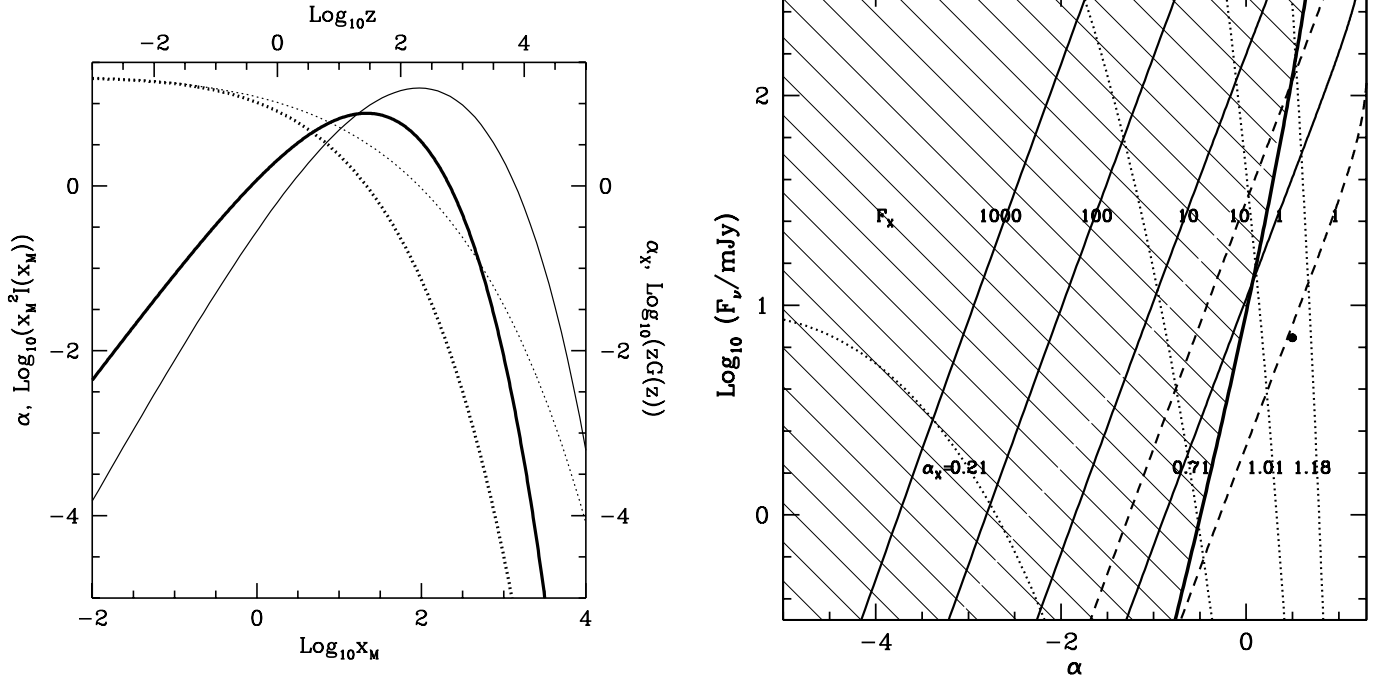 Log₁₀z
−2 0 2 4
0
−2
−4
α, Log₁₀(x_M²I(x_M))
0
−2
−4
α_X, Log₁₀(zG(z))
−2 0 2 4
Log₁₀x_M
Log₁₀ (F_ν/mJy)
2
1
0
F_X 1000 100 10 10 1 1
α_X=0.21 0.71 1.01 1.18
−4 −2 0
α